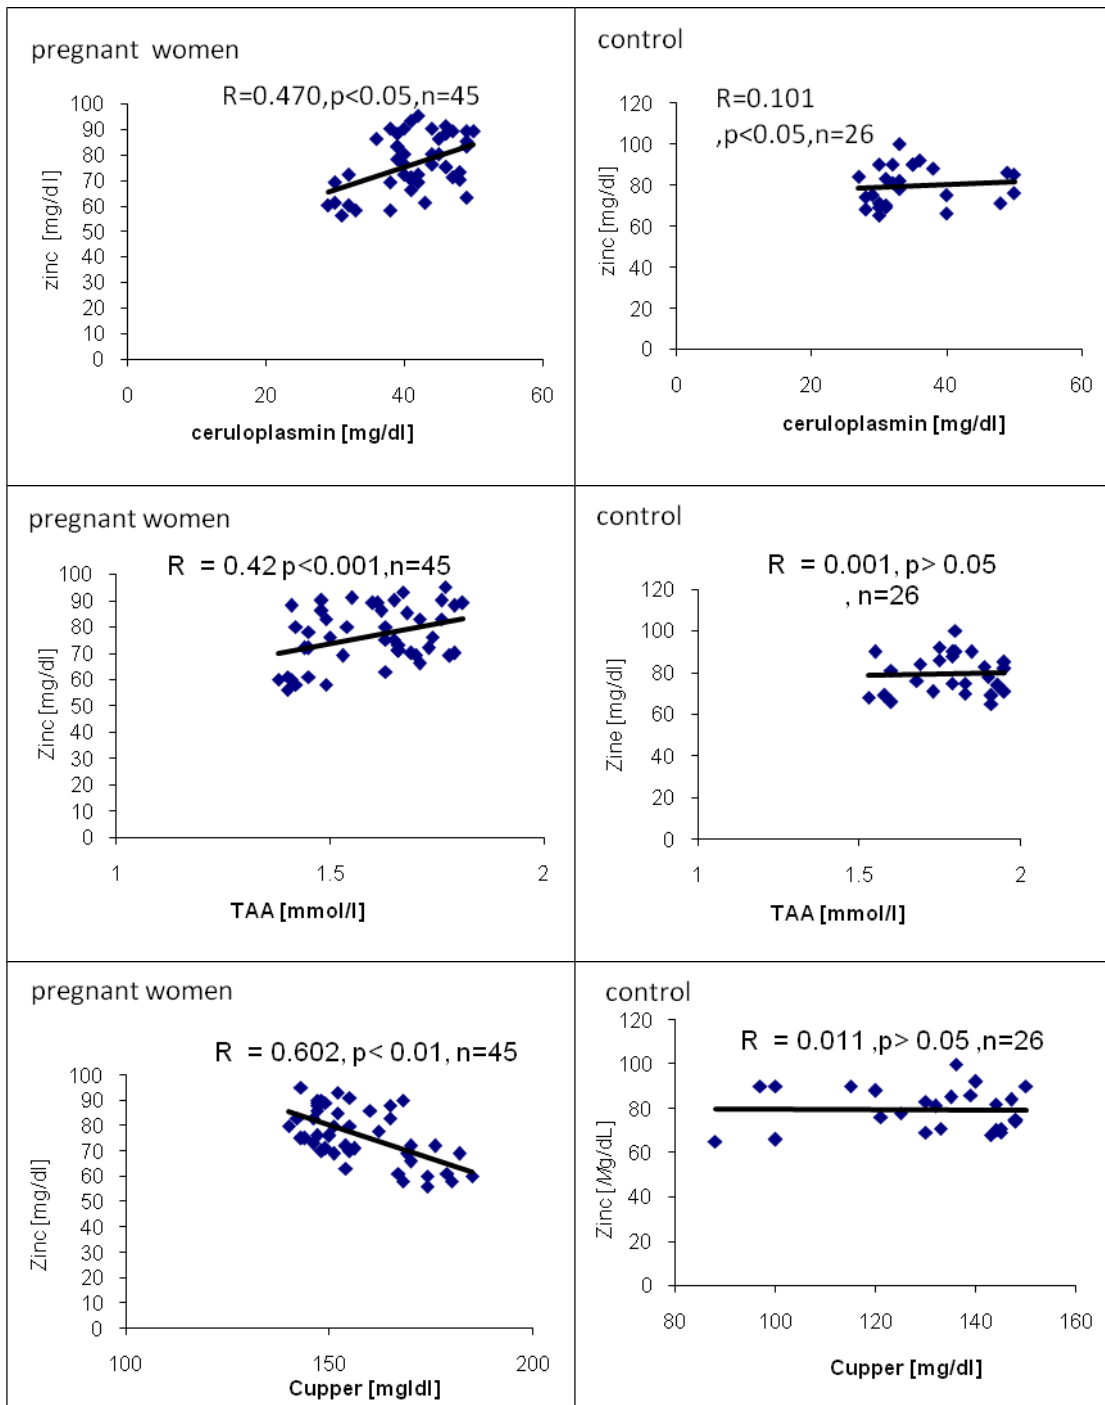 pregnant women
R=0.470,p<0.05,n=45
100
90
80
70
60
50
40
30
20
10
0
zinc [mg/dl]
0 20 40 60
ceruloplasmin [mg/dl]
control
R=0.101
,p<0.05,n=26
120
100
80
60
40
20
0
zinc [mg/dl]
0 20 40 60
ceruloplasmin [mg/dl]
pregnant women
R = 0.42 p<0.001,n=45
100
90
80
70
60
50
40
30
20
10
0
Zinc [mg/dl]
1 1.5 2
TAA [mmol/l]
control
R = 0.001, p> 0.05
, n=26
120
100
80
60
40
20
0
Zine [mg/dl]
1 1.5 2
TAA [mmol/l]
pregnant women
R = 0.602, p< 0.01, n=45
100
90
80
70
60
50
40
30
20
10
0
Zinc [mg/dl]
100 150 200
Cupper [mgldl]
control
R = 0.011 ,p> 0.05 ,n=26
120
100
80
60
40
20
0
Zinc [Mg/dL]
80 100 120 140 160
Cupper [mg/dl]